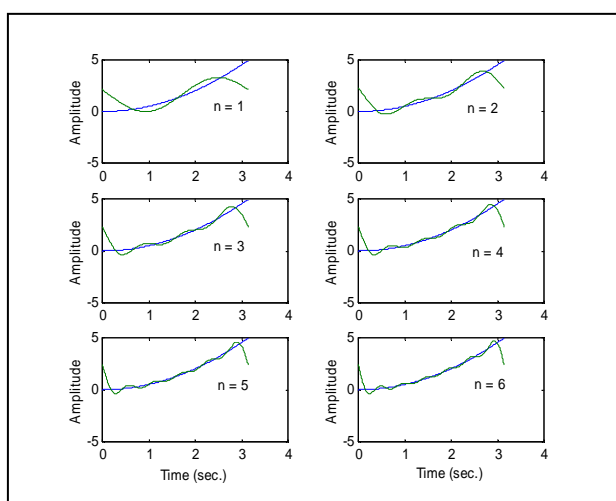 5
0
-5
0 1 2 3 4
Amplitude
n = 1
5
0
-5
0 1 2 3 4
Amplitude
n = 2
5
0
-5
0 1 2 3 4
Amplitude
n = 3
5
0
-5
0 1 2 3 4
Amplitude
n = 4
5
0
-5
0 1 2 3 4
Amplitude
n = 5
Time (sec.)
5
0
-5
0 1 2 3 4
Amplitude
n = 6
Time (sec.)